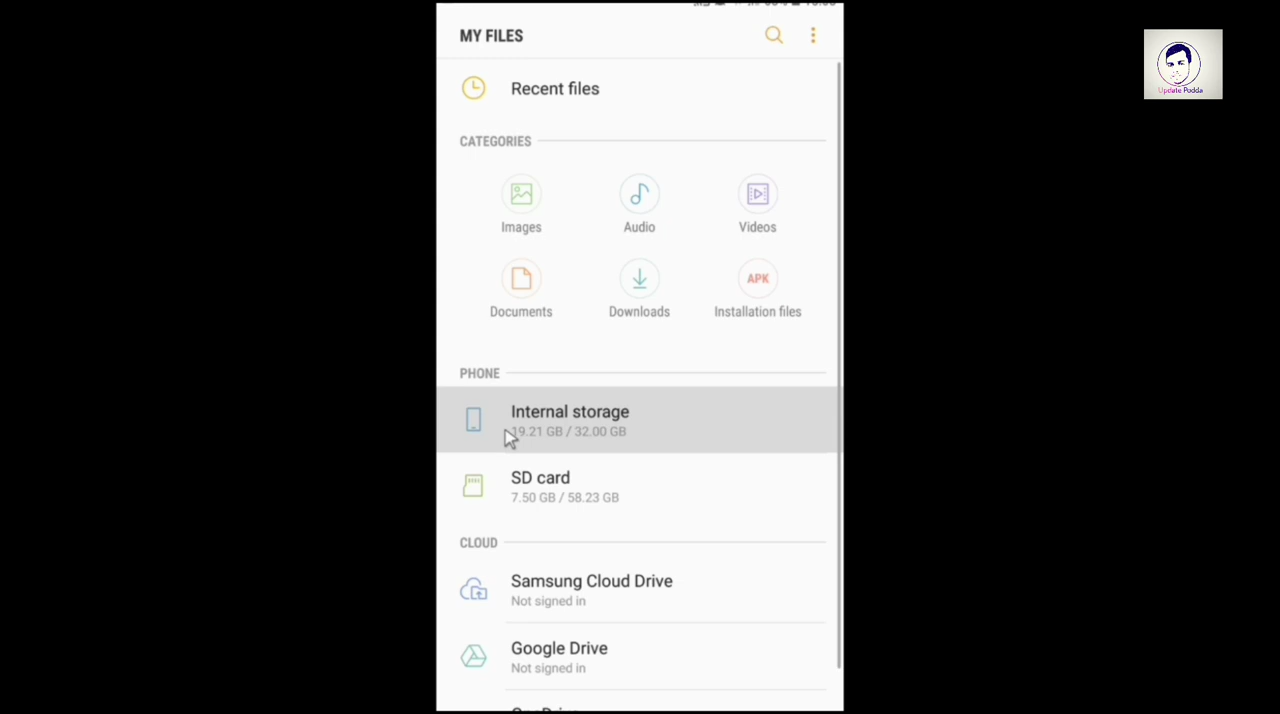 MY FILES
Recent files
CATEGORIES
Images
Audio
Videos
Documents
Downloads
APK
Installation files
PHONE
Internal storage
19.21 GB / 32.00 GB
SD card
7.50 GB / 58.23 GB
CLOUD
Samsung Cloud Drive
Not signed in
Google Drive
Not signed in
Update Podda